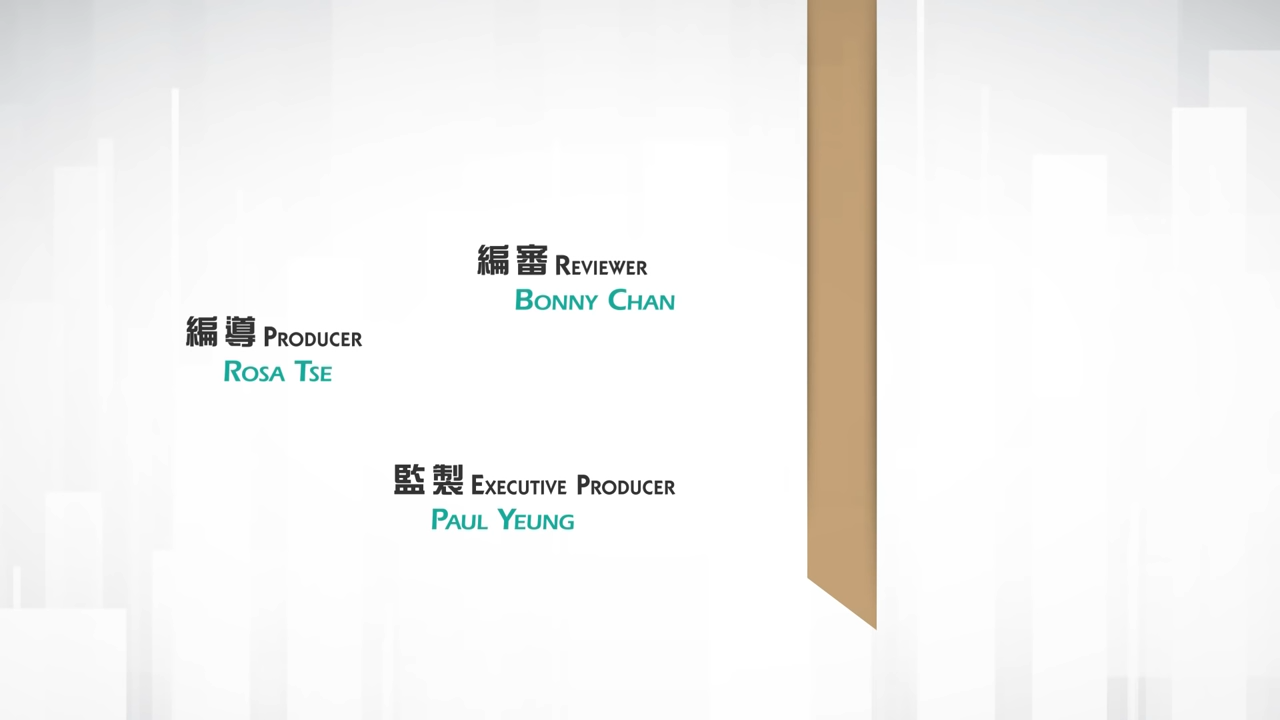 編審 REVIEWER
BONNY CHAN
編導 PRODUCER
ROSA TSE
監製 EXECUTIVE PRODUCER
PAUL YEUNG